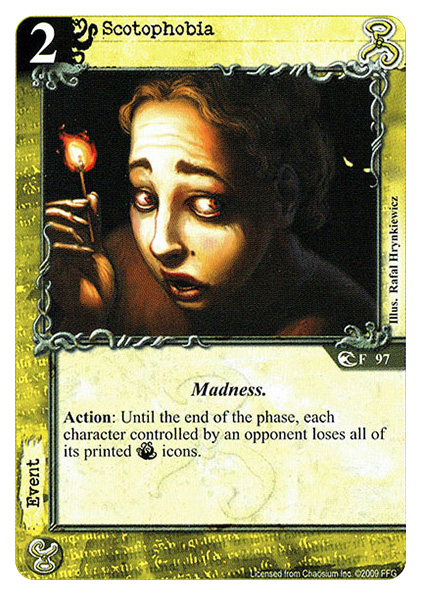 2
Scotophobia
Illus. Rafał Hrynkiewicz
F 97
Madness.
Action: Until the end of the phase, each
character controlled by an opponent loses all of
its printed icons.
Event
Licensed from Chaosium Inc. ©2009 FFG